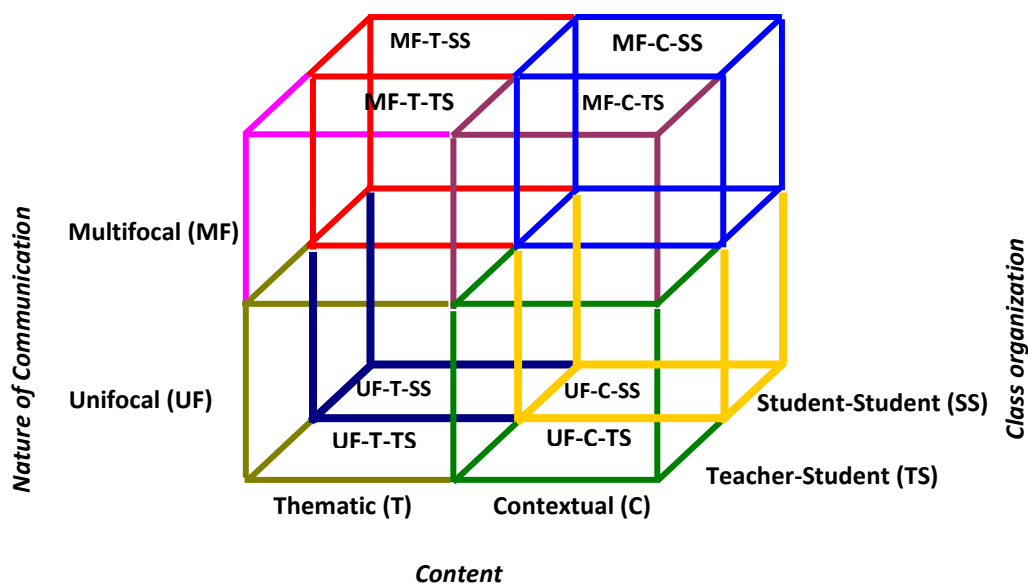 MF-T-SS
MF-C-SS
MF-T-TS
MF-C-TS
Nature of Communication
Multifocal (MF)
Unifocal (UF)
UF-T-SS
UF-C-SS
UF-T-TS
UF-C-TS
Student-Student (SS)
Teacher-Student (TS)
Class organization
Thematic (T)
Contextual (C)
Content